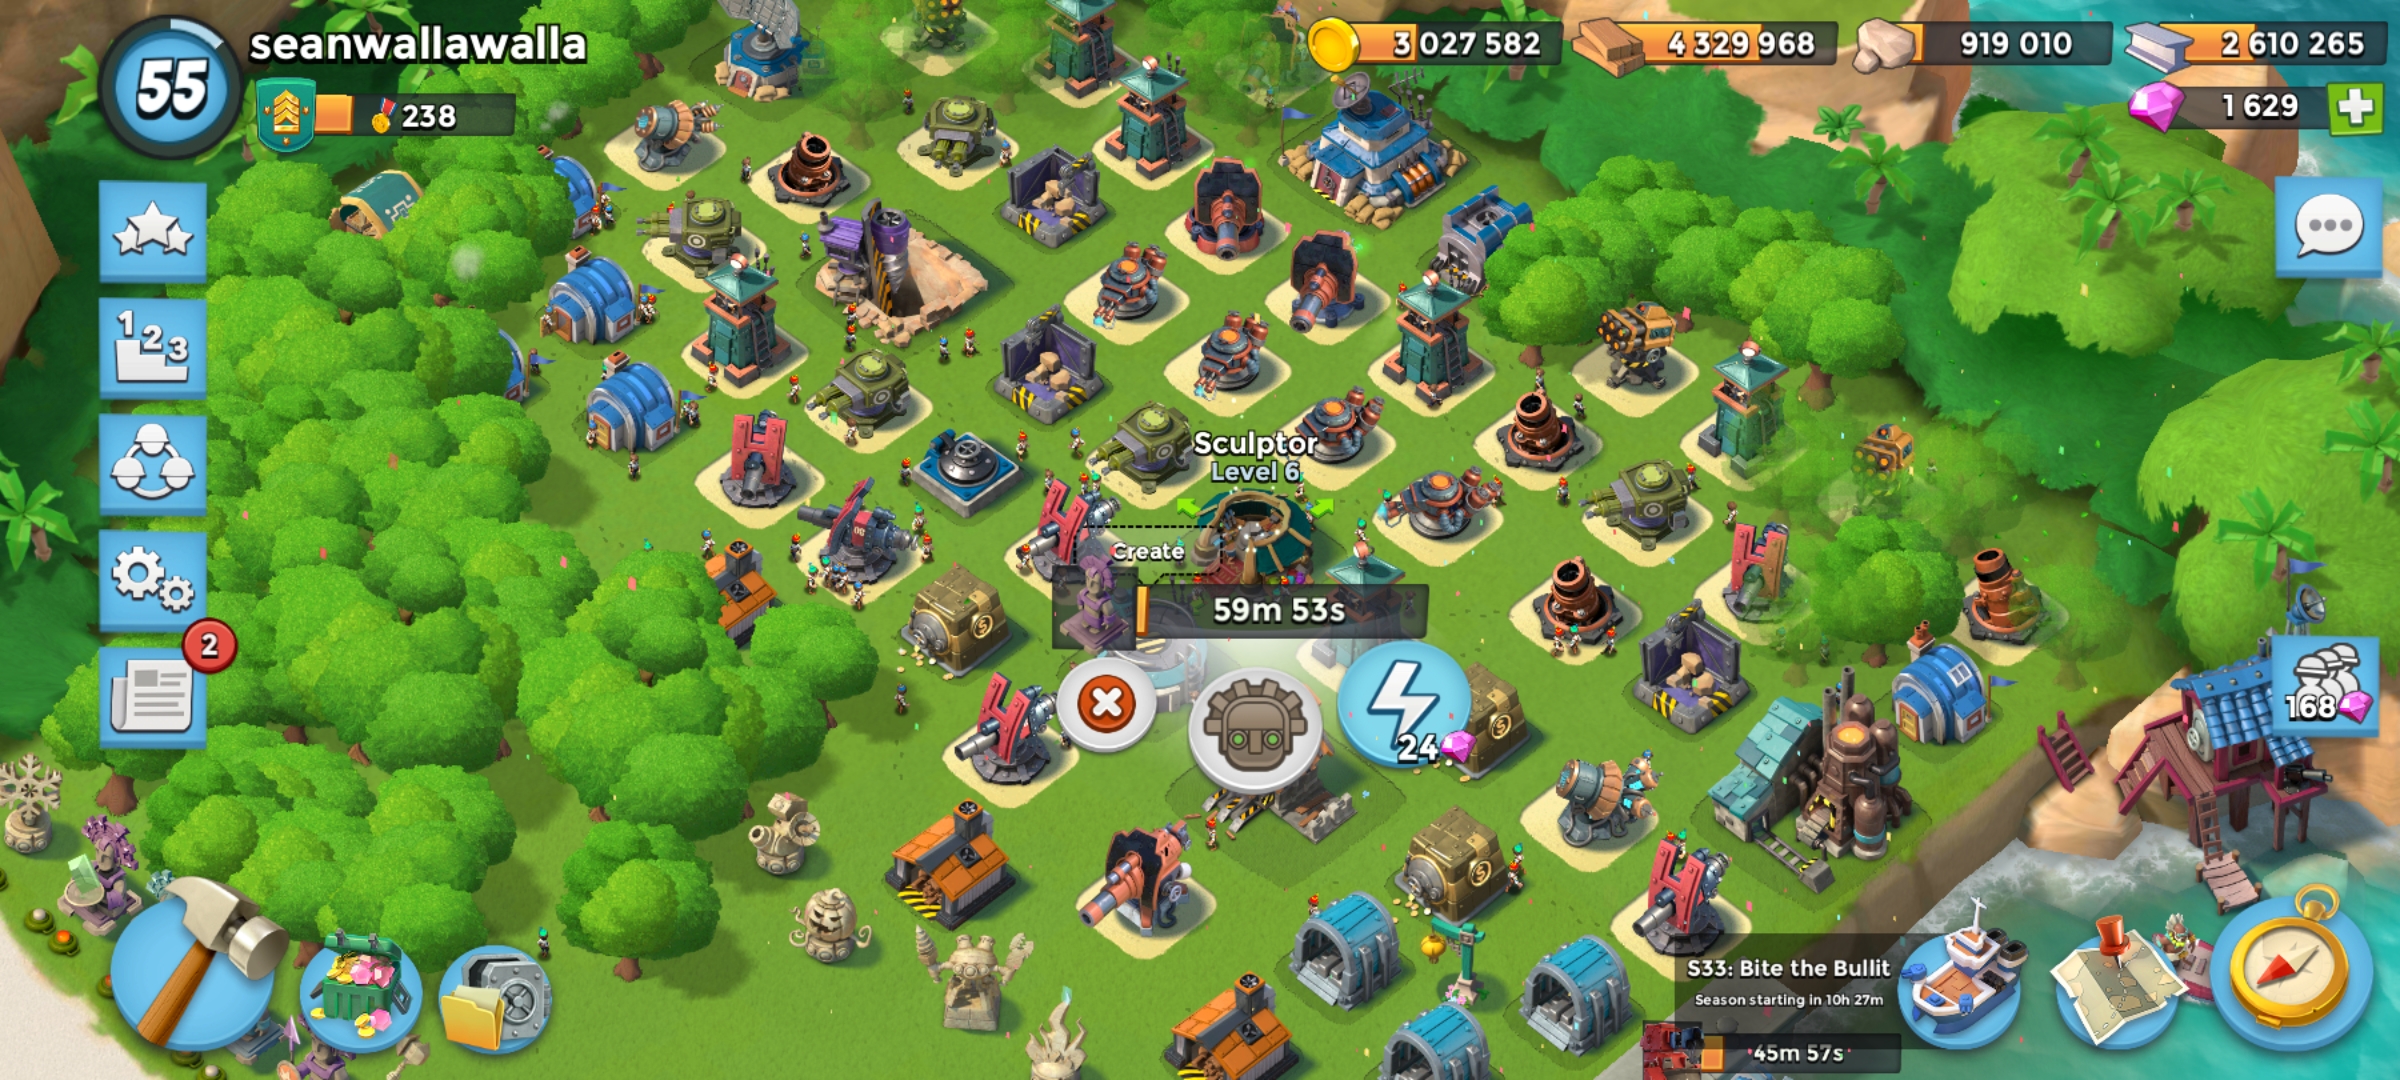 55
seanwallawalla
238
3 027 582
4 329 968
919 010
2 610 265
1 629
123
2
Sculptor
Level 6
Create
59m 53s
24
168
S33: Bite the Bullit
Season starting in 10h 27m
45m 57s